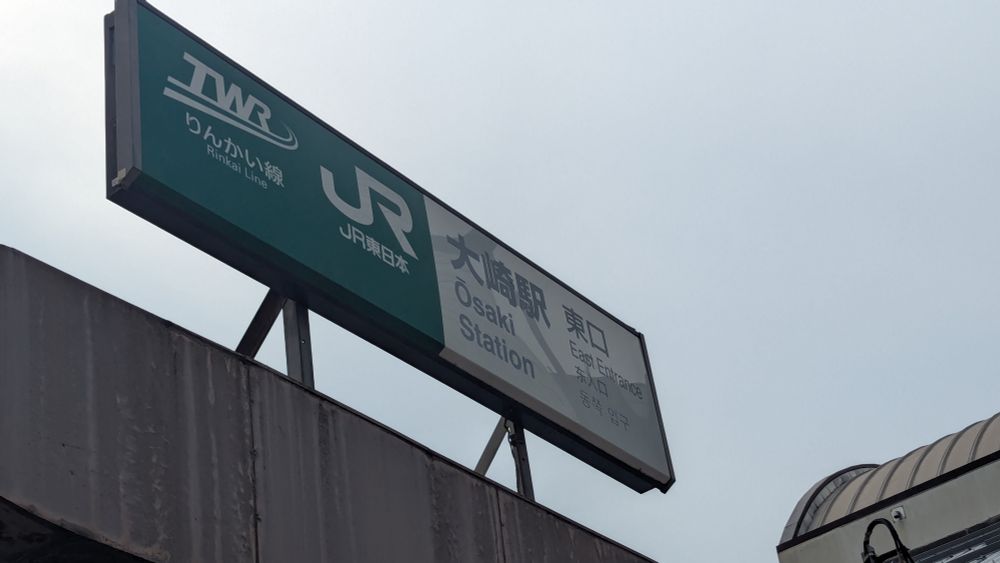 TWR
りんかい線
Rinkai Line
JR
JR東日本
大崎駅
Ōsaki
Station
東口
East Entrance
东入口
동쪽 입구